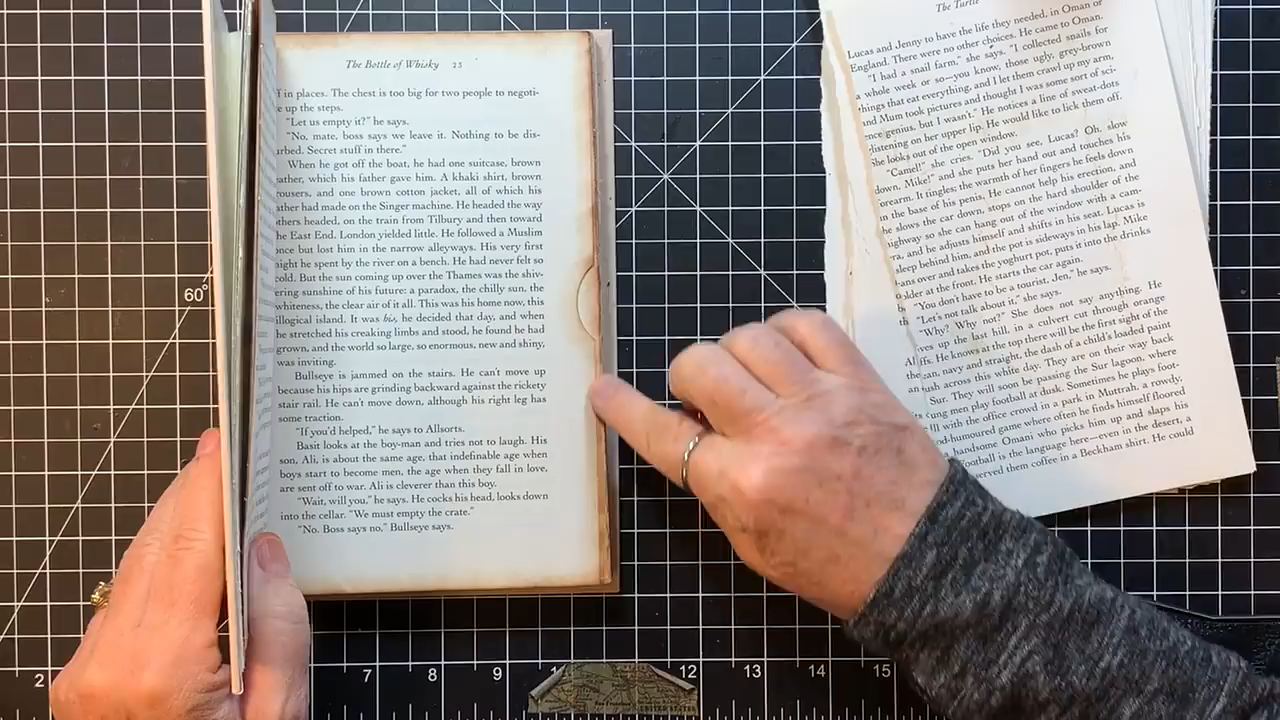 The Bottle of Whisky 23
f in places. The chest is too big for two people to negoti-
e up the steps.
"Let us empty it?" he says.
"No, mate, boss says we leave it. Nothing to be dis-
urbed. Secret stuff in there."
When he got off the boat, he had one suitcase, brown
eather, which his father gave him. A khaki shirt, brown
rousers, and one brown cotton jacket, all of which his
ather had made on the Singer machine. He headed the way
others headed, on the train from Tilbury and then toward
he East End. London yielded little. He followed a Muslim
once but lost him in the narrow alleyways. His very first
night he spent by the river on a bench. He had never felt so
cold. But the sun coming up over the Thames was the shiv-
ering sunshine of his future: a paradox, the chilly sun, the
whiteness, the clear air of it all. This was his home now, this
illogical island. It was his, he decided that day, and when
he stretched his creaking limbs and stood, he found he had
grown, and the world so large, so enormous, new and shiny,
was inviting.
Bullseye is jammed on the stairs. He can't move up
because his hips are grinding backward against the rickety
stair rail. He can't move down, although his right leg has
some traction.
"If you'd helped," he says to Allsorts.
Basit looks at the boy-man and tries not to laugh. His
son, Ali, is about the same age, that indefinable age when
boys start to become men, the age when they fall in love,
are sent off to war. Ali is cleverer than this boy.
"Wait, will you," he says. He cocks his head, looks down
into the cellar. "We must empty the crate."
"No. Boss says no," Bullseye says.
The Turtle
Lucas and Jenny to have the life they needed, in Oman or
England. There were no other choices. He came to Oman.
"I had a snail farm," she says. "I collected snails for
a whole week or so—you know, those ugly, grey-brown
things that eat everything, and I let them crawl up my arm,
and Mum took pictures and thought I was some sort of sci-
ence genius, but I wasn't." He notices a line of sweat-dots
listening on her upper lip. He would like to lick them off.
She looks out of the open window.
"Camel!" she cries. "Did you see, Lucas? Oh, slow
down, Mike!" and she puts her hand out and touches his
orearm. It tingles; the warmth of her fingers he feels down
in the base of his penis. He cannot help his erection, and
he slows the car down, stops on the hard shoulder of the
ighway so she can hang out of the window with a cam-
ra, and he adjusts himself and shifts in his seat. Lucas is
sleep behind him, and the pot is sideways in his lap. Mike
ans over and takes the yoghurt pot, puts it into the drinks
older at the front. He starts the car again.
"You don't have to be a tourist, Jen," he says.
"Let's not talk about it," she says.
"Why? Why not?" She does not say anything. He
ves up the last hill, in a culvert cut through orange
ffs. He knows at the top there will be the first sight of the
an, navy and straight, the dash of a child's loaded paint
ush across this white day. They are on their way back
Sur. They will soon be passing the Sur lagoon, where
ung men play football at dusk. Sometimes he plays foot-
ll with the office crowd in a park in Muttrah, a rowdy,
od-humoured game where often he finds himself floored
handsome Omani who picks him up and slaps his
ootball is the language here—even in the desert, a
erved them coffee in a Beckham shirt. He could
60°
2 7 8 9 12 13 14 15